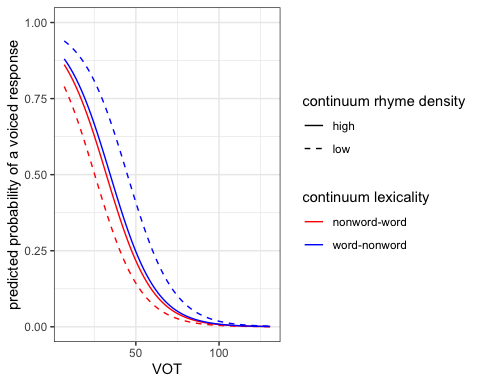 predicted probability of a voiced response
1.00
0.75
0.50
0.25
0.00
50
100
VOT
continuum rhyme density
high
low
continuum lexicality
nonword-word
word-nonword